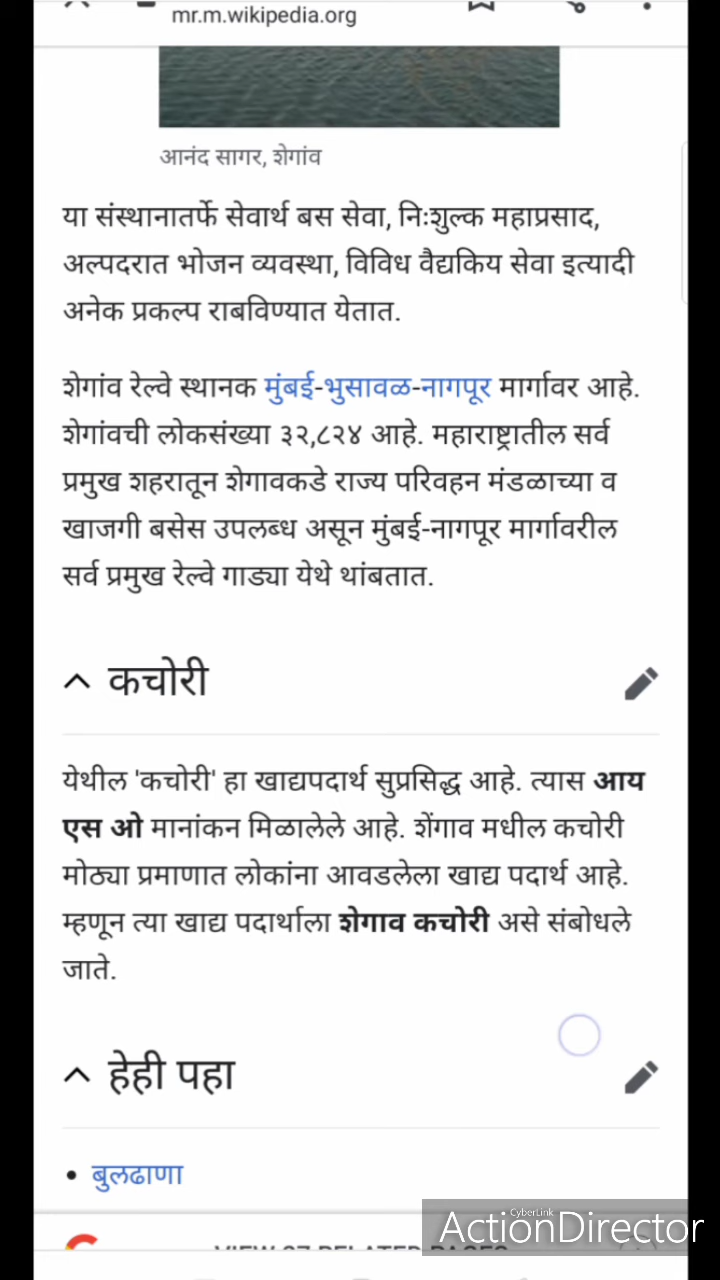 mr.m.wikipedia.org
आनंद सागर, शेगांव
या संस्थानातर्फे सेवार्थ बस सेवा, निःशुल्क महाप्रसाद,
अल्पदरात भोजन व्यवस्था, विविध वैद्यकिय सेवा इत्यादी
अनेक प्रकल्प राबविण्यात येतात.
शेगांव रेल्वे स्थानक मुंबई-भुसावळ-नागपूर मार्गावर आहे.
शेगांवची लोकसंख्या ३२,८२४ आहे. महाराष्ट्रातील सर्व
प्रमुख शहरातून शेगावकडे राज्य परिवहन मंडळाच्या व
खाजगी बसेस उपलब्ध असून मुंबई-नागपूर मार्गावरील
सर्व प्रमुख रेल्वे गाड्या येथे थांबतात.
कचोरी
येथील 'कचोरी' हा खाद्यपदार्थ सुप्रसिद्ध आहे. त्यास आय
एस ओ मानांकन मिळालेले आहे. शेंगाव मधील कचोरी
मोठ्या प्रमाणात लोकांना आवडलेला खाद्य पदार्थ आहे.
म्हणून त्या खाद्य पदार्थाला शेगाव कचोरी असे संबोधले
जाते.
हेही पहा
• बुलढाणा
CyberLink
ActionDirector